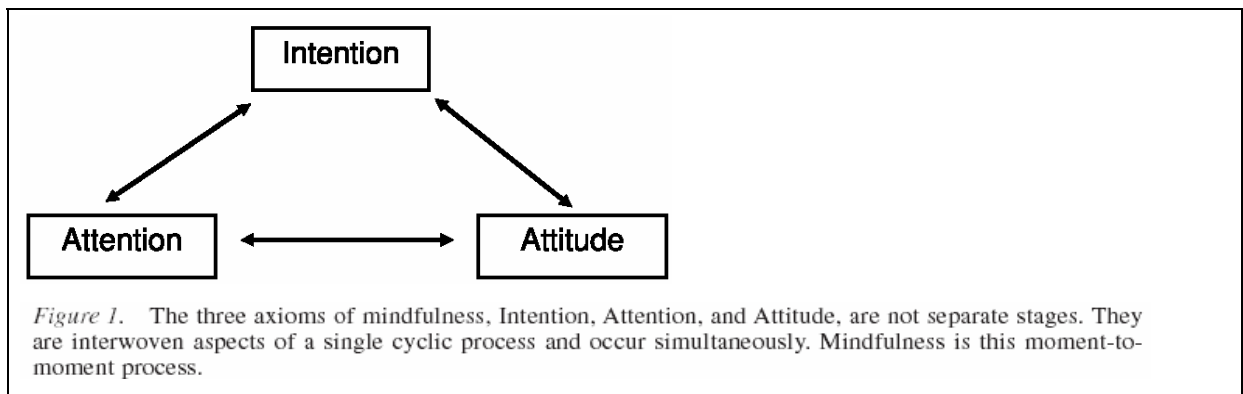 Intention
Attention
Attitude
Figure 1. The three axioms of mindfulness, Intention, Attention, and Attitude, are not separate stages. They
are interwoven aspects of a single cyclic process and occur simultaneously. Mindfulness is this moment-to-
moment process.